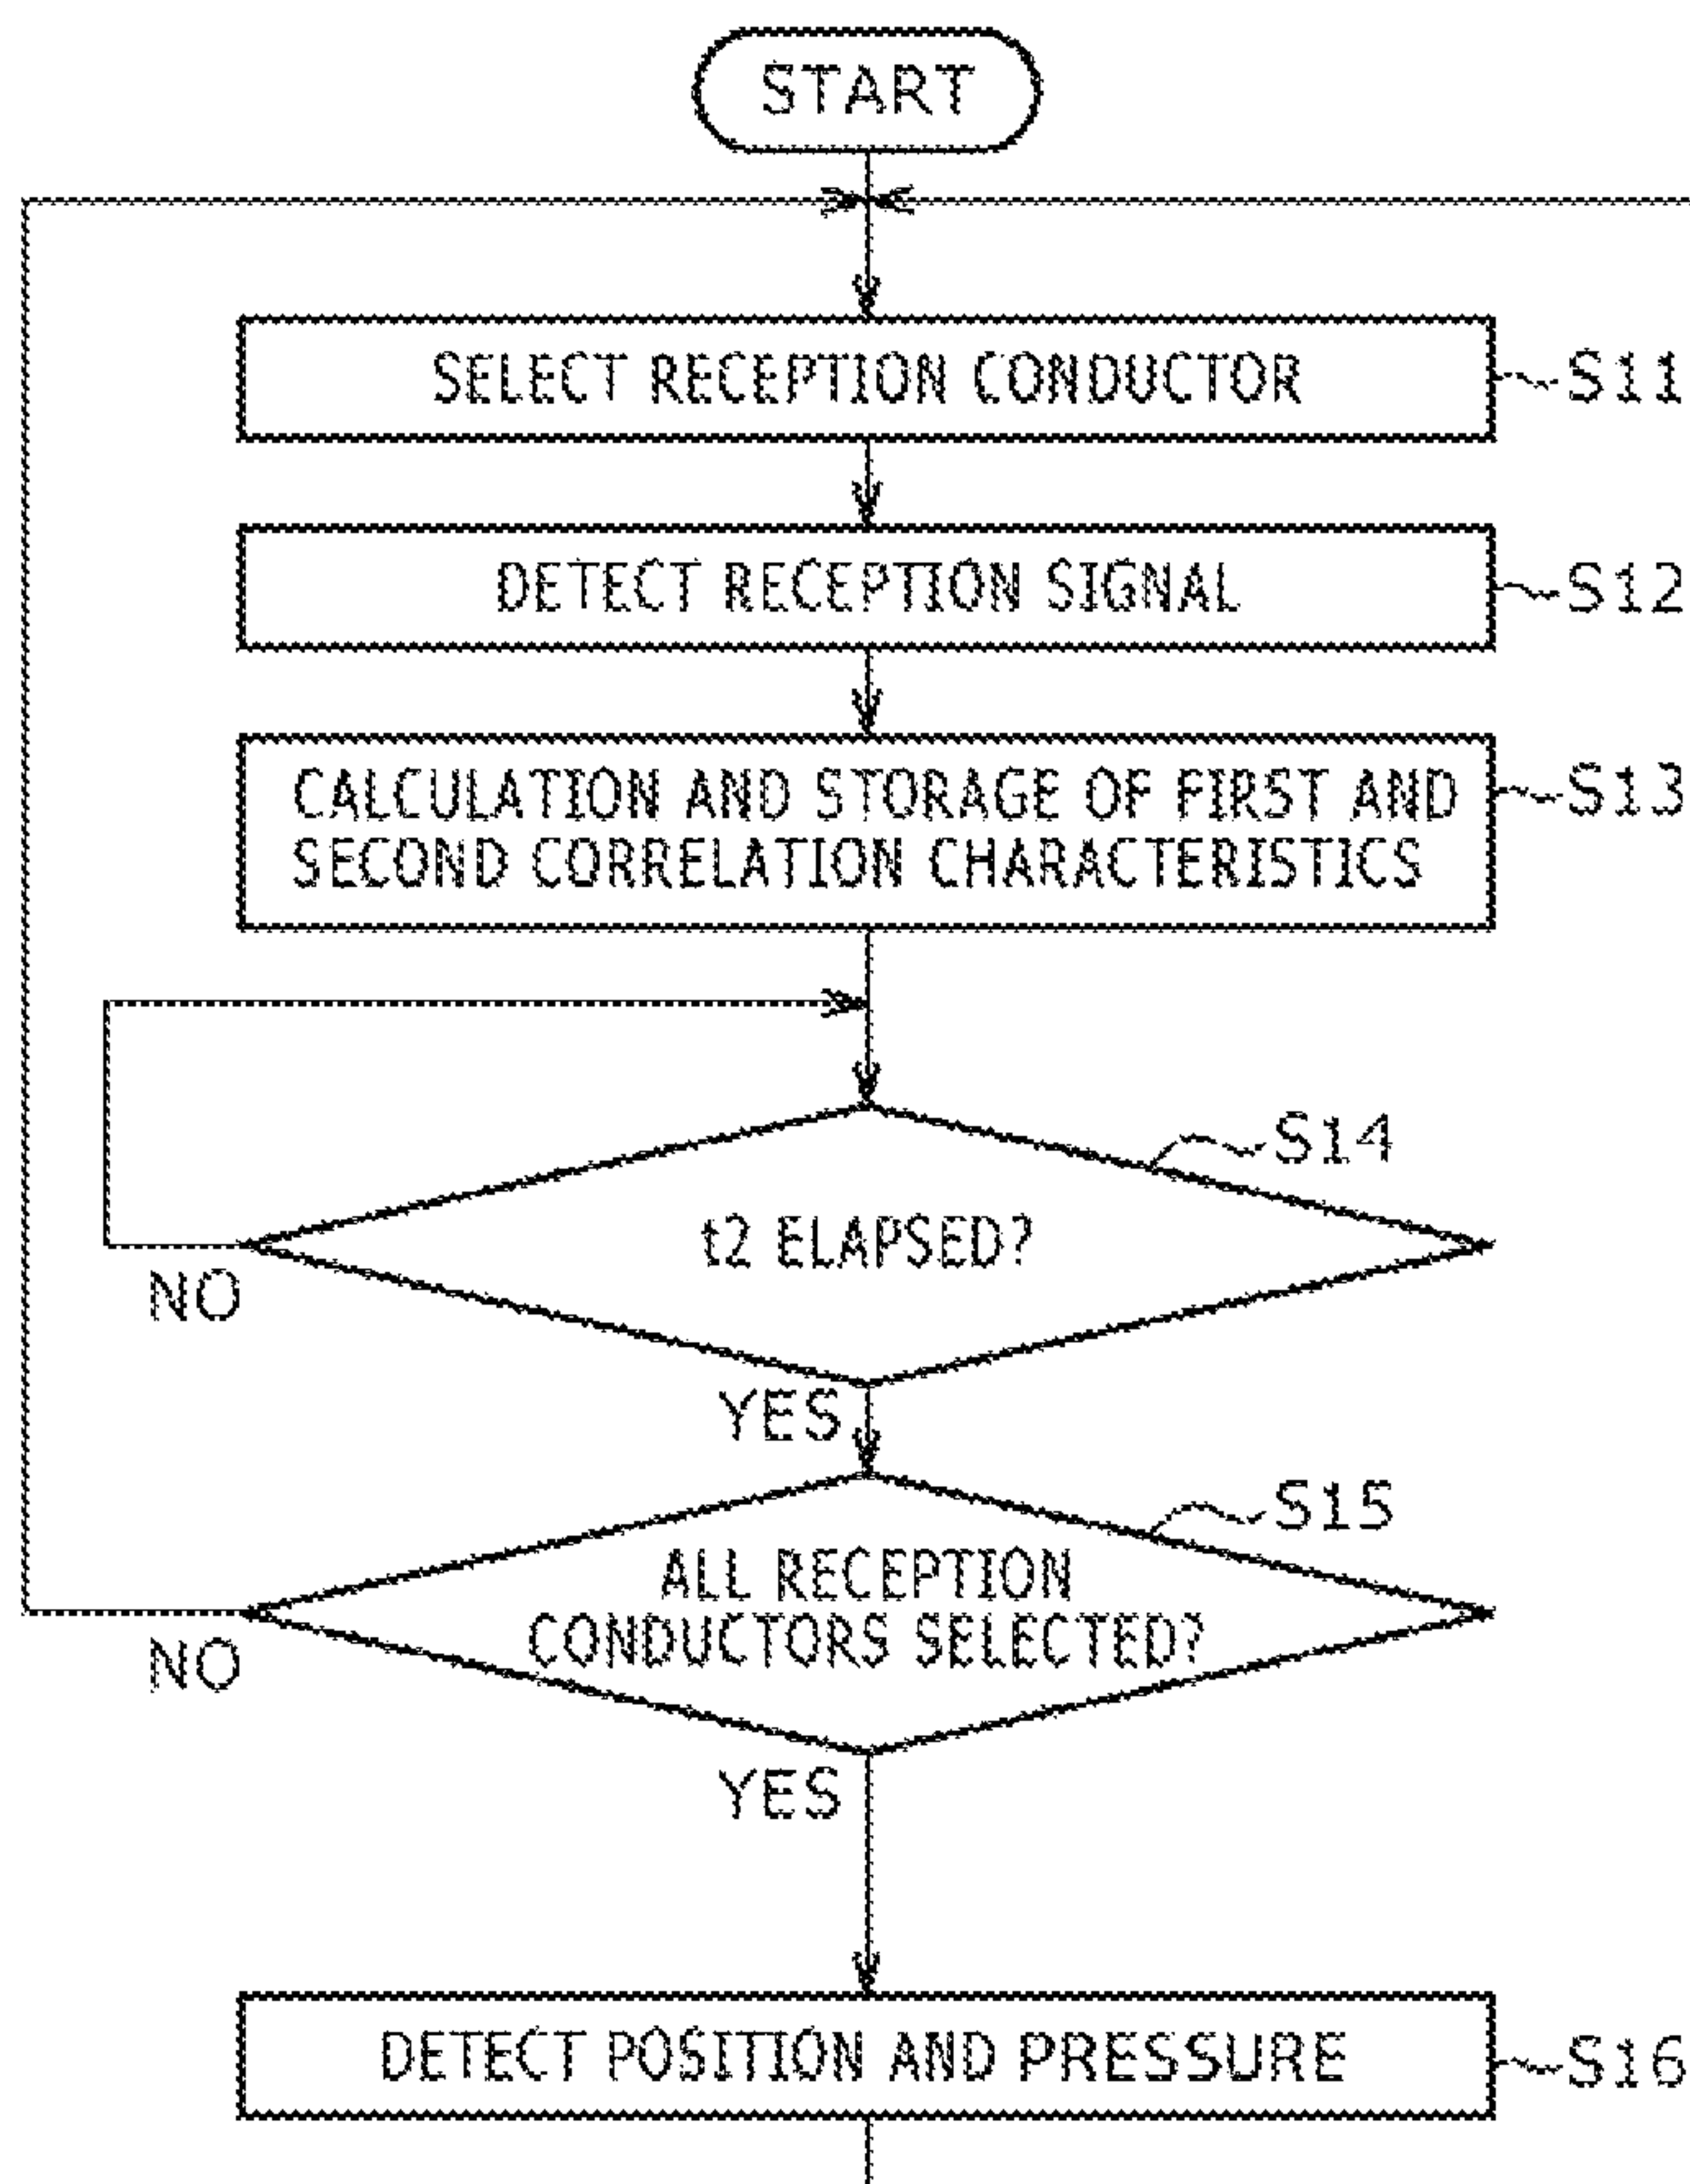 START
SELECT RECEPTION CONDUCTOR
S11
DETECT RECEPTION SIGNAL
S12
CALCULATION AND STORAGE OF FIRST AND
SECOND CORRELATION CHARACTERISTICS
S13
S14
t2 ELAPSED?
NO
YES
S15
ALL RECEPTION
CONDUCTORS SELECTED?
NO
YES
DETECT POSITION AND PRESSURE
S16